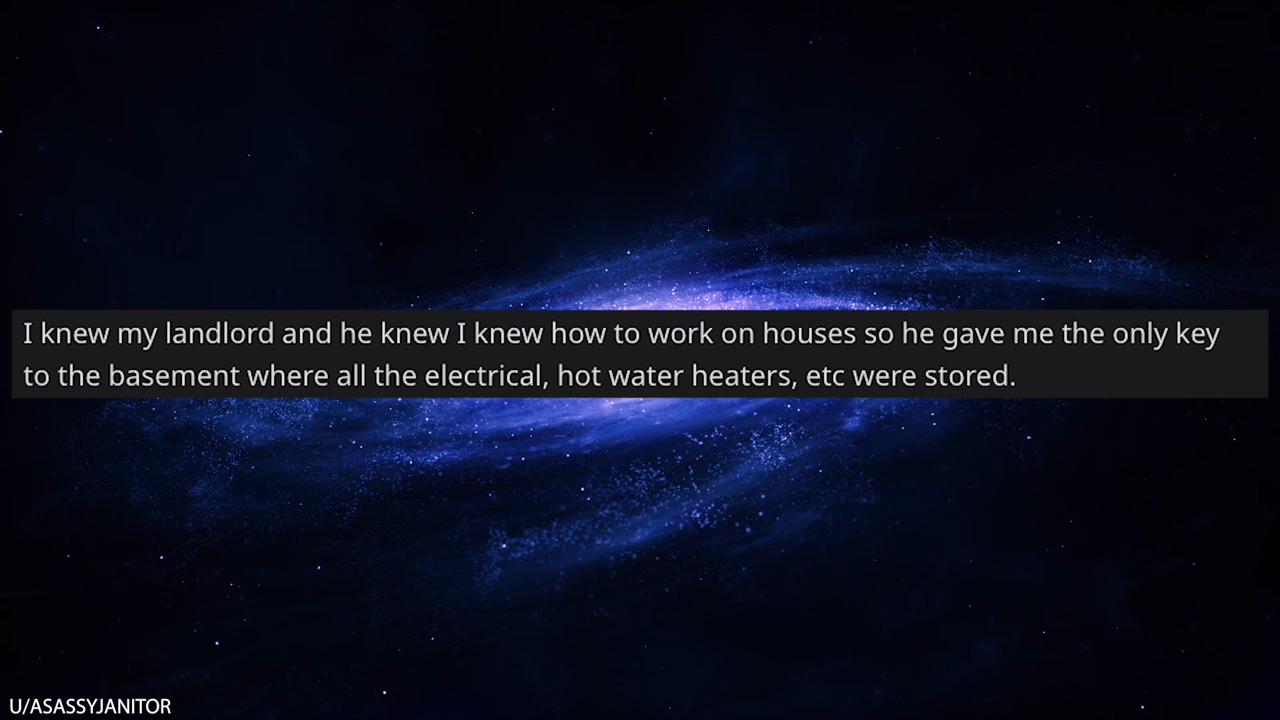 I knew my landlord and he knew I knew how to work on houses so he gave me the only key
to the basement where all the electrical, hot water heaters, etc were stored.
U/ASASSYJANITOR